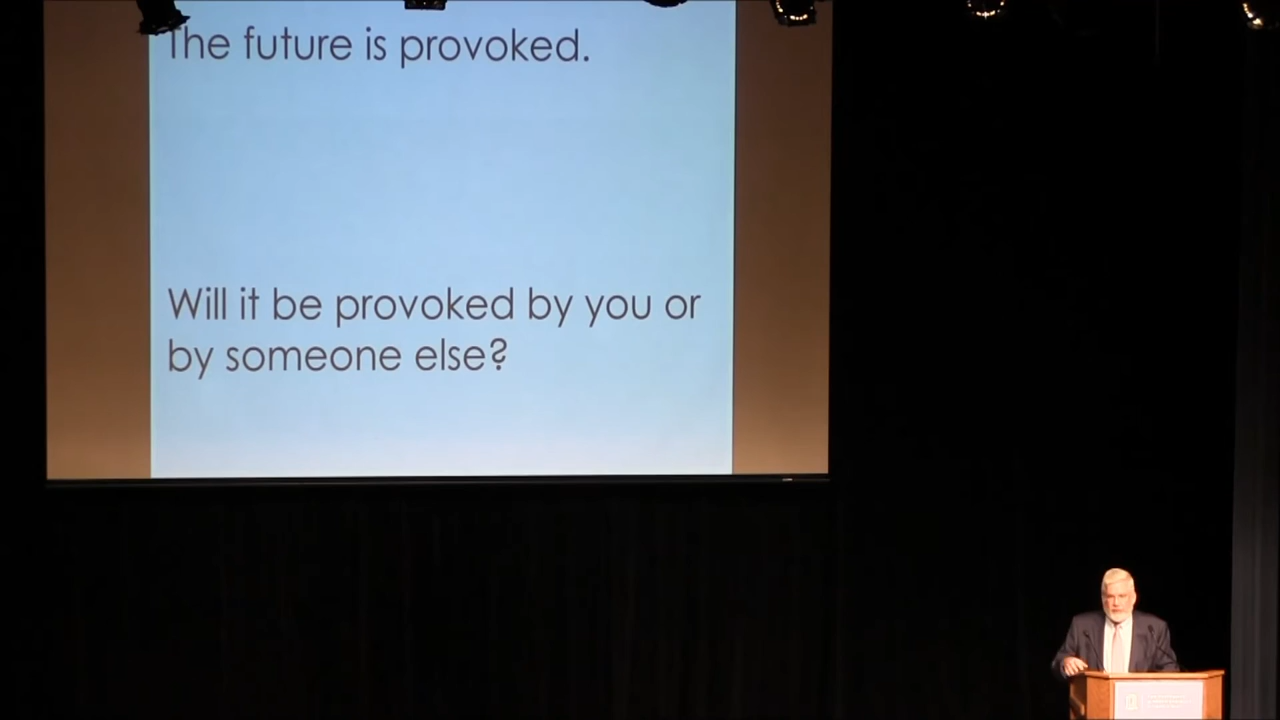 The future is provoked.
Will it be provoked by you or
by someone else?